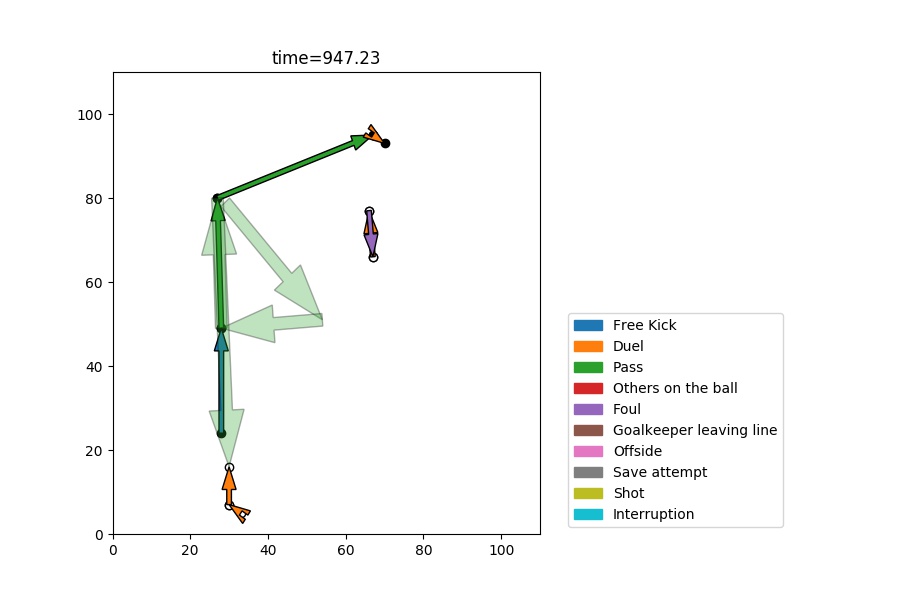 time=947.23
100
80
60
40
20
0
0 20 40 60 80 100
Free Kick
Duel
Pass
Others on the ball
Foul
Goalkeeper leaving line
Offside
Save attempt
Shot
Interruption